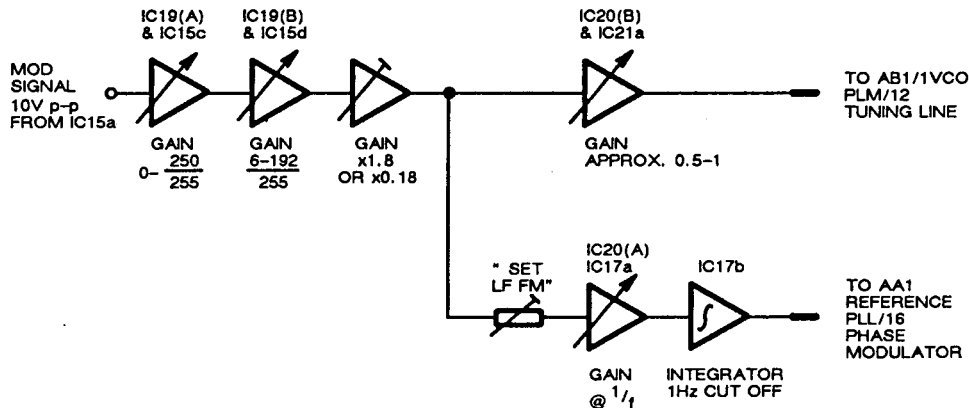 IC19(A)
& IC15c
IC19(B)
& IC15d
IC20(B)
& IC21a
MOD
SIGNAL
10V p-p
FROM IC15a
TO AB1/1VCO
PLM/12
TUNING LINE
GAIN
0- 250
255
GAIN
6-192
255
GAIN
x1.8
OR x0.18
GAIN
APPROX. 0.5-1
" SET
LF FM"
IC20(A)
IC17a
IC17b
∫
TO AA1
REFERENCE
PLL/16
PHASE
MODULATOR
GAIN
@ 1/f
INTEGRATOR
1Hz CUT OFF